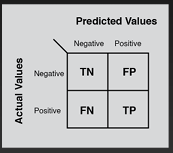 Predicted Values
Negative Positive
Actual Values
Negative TN FP
Positive FN TP